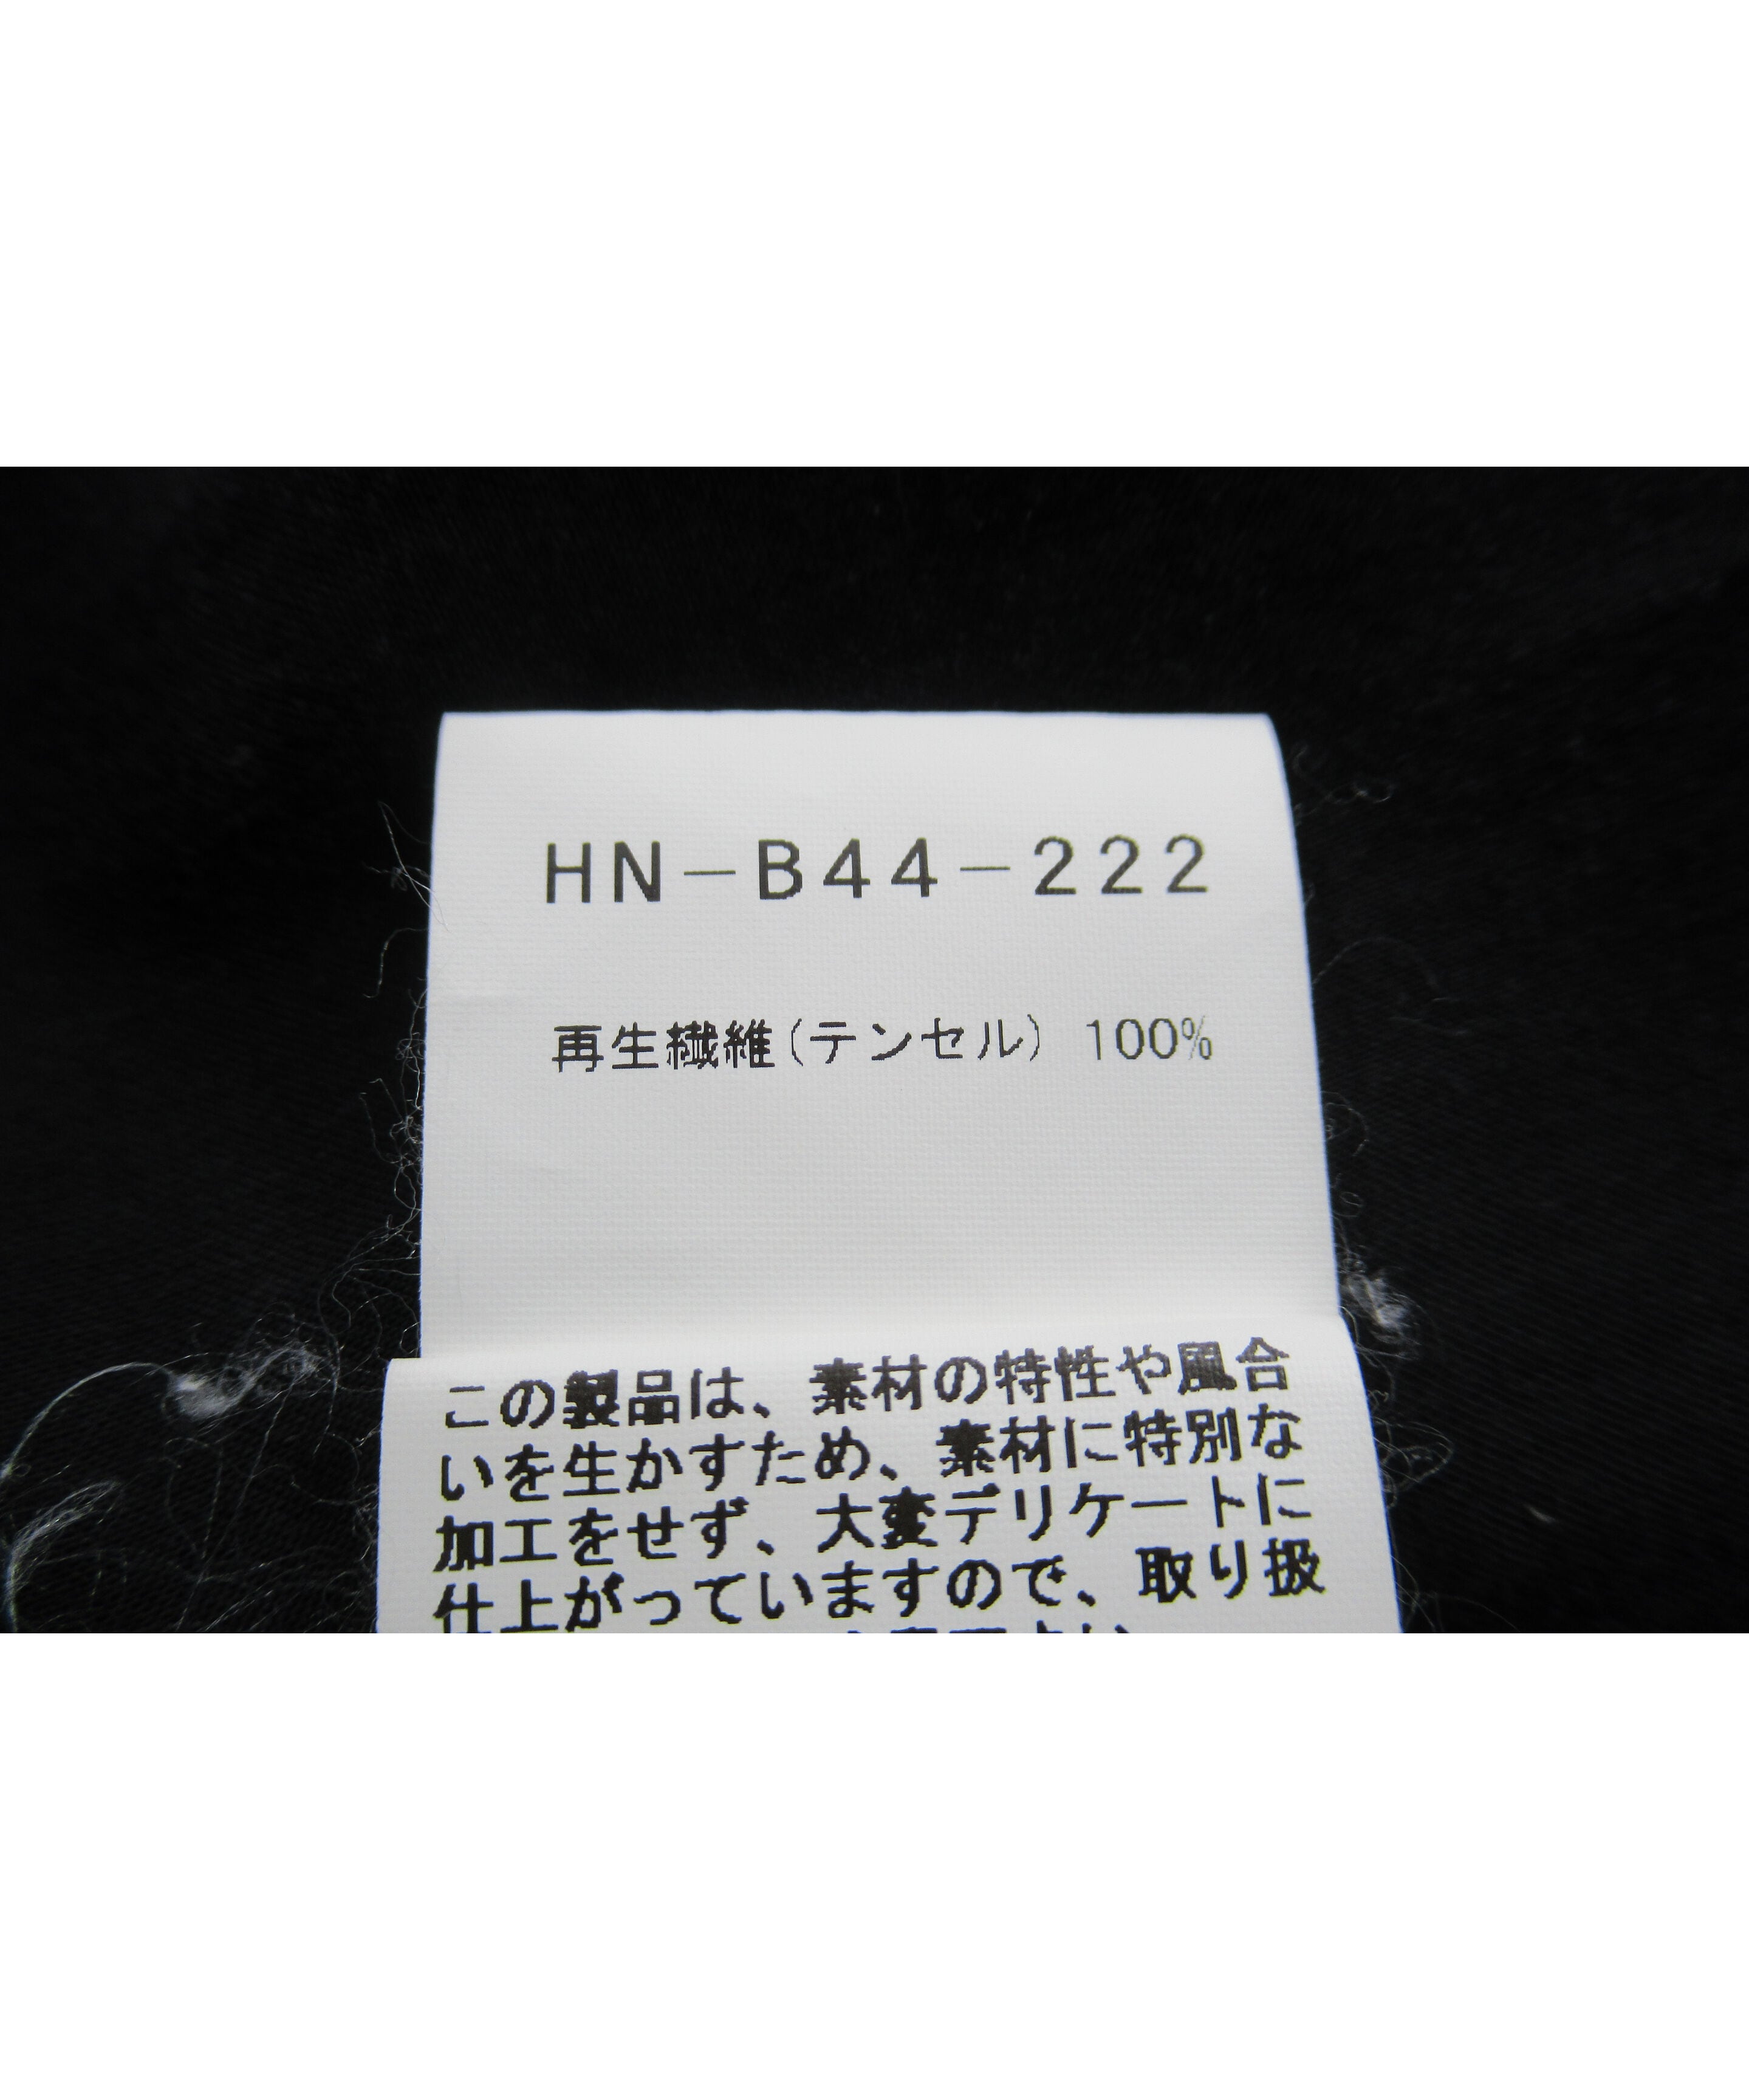 HN-B44-222
再生繊維(テンセル) 100%
この製品は、素材の特性や風合
いを生かすため、素材に特別な
加工をせず、大変デリケートに
仕上がっていますので、取り扱